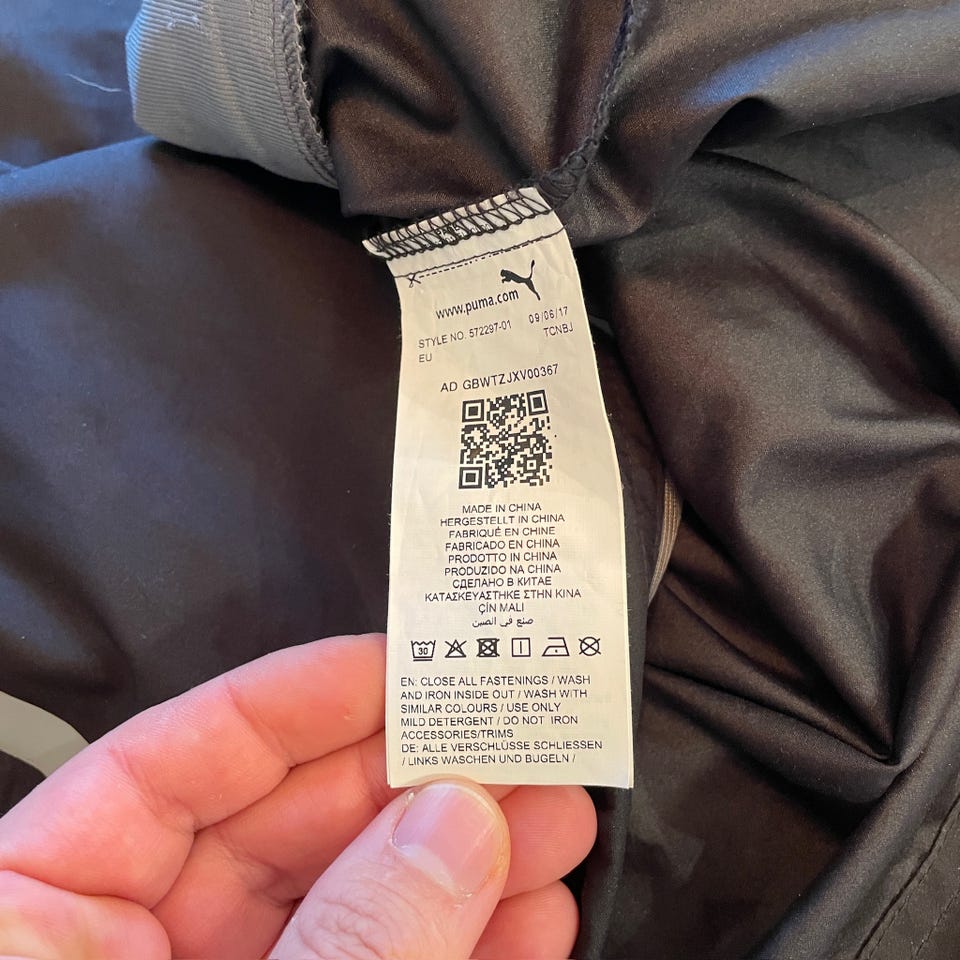 www.puma.com
STYLE NO. 572297-01 09/06/17
EU TCNBJ
AD GBWTZJXV00367
MADE IN CHINA
HERGESTELLT IN CHINA
FABRIQUÉ EN CHINE
FABRICADO EN CHINA
PRODOTTO IN CHINA
PRODUZIDO NA CHINA
СДЕЛАНО В КИТАЕ
ΚΑΤΑΣΚΕΥΑΣΤΗΚΕ ΣΤΗΝ ΚΙΝΑ
ÇİN MALI
صنع في الصين
30
EN: CLOSE ALL FASTENINGS / WASH
AND IRON INSIDE OUT / WASH WITH
SIMILAR COLOURS / USE ONLY
MILD DETERGENT / DO NOT IRON
ACCESSORIES/TRIMS
DE: ALLE VERSCHLÜSSE SCHLIESSEN
/ LINKS WASCHEN UND BÜGELN /